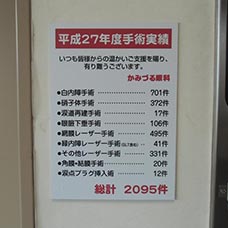 平成27年度手術実績
いつも皆様からの温かいご支援を賜り、
有り難うございます。
かみづる眼科
●白内障手術 ………… 701件
●硝子体手術 ………… 372件
●涙道再建手術 ………… 17件
●眼瞼下垂手術 ………… 106件
●網膜レーザー手術 ………… 495件
●緑内障レーザー手術(SLT含む) … 41件
●その他レーザー手術 ……… 331件
●角膜・結膜手術 ………… 20件
●涙点プラグ挿入術 ……… 12件
総計 2095件